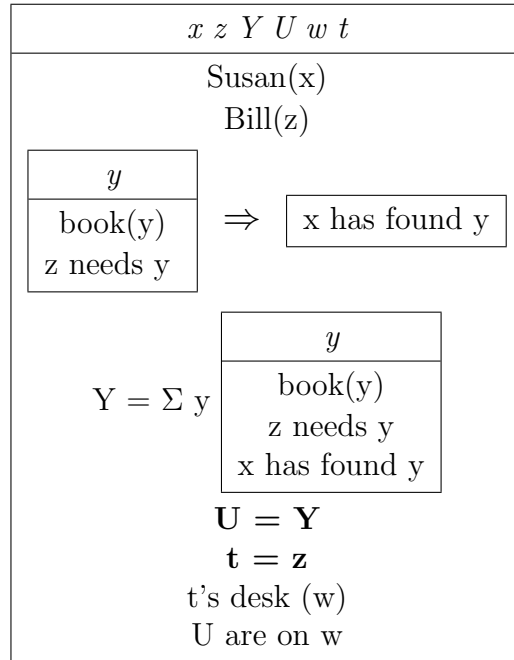 x z Y U w t
Susan(x)
Bill(z)
y
book(y)
z needs y
⇒
x has found y
Y = Σ y
y
book(y)
z needs y
x has found y
U = Y
t = z
t's desk (w)
U are on w